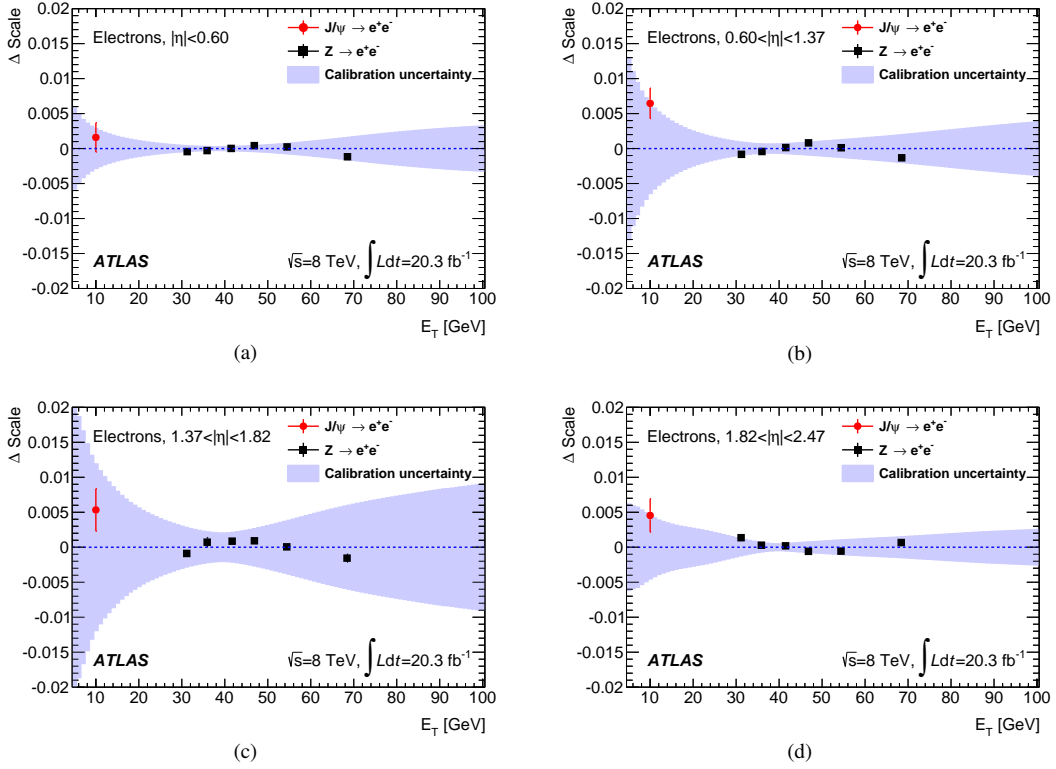 Δ Scale
0.02
0.015
0.01
0.005
0
-0.005
-0.01
-0.015
-0.02
Electrons, |η|<0.60
J/ψ → e⁺e⁻
Z → e⁺e⁻
Calibration uncertainty
ATLAS
√s=8 TeV, ∫ Ldt=20.3 fb⁻¹
10 20 30 40 50 60 70 80 90 100
E_T [GeV]
(a)
Δ Scale
0.02
0.015
0.01
0.005
0
-0.005
-0.01
-0.015
-0.02
Electrons, 0.60<|η|<1.37
J/ψ → e⁺e⁻
Z → e⁺e⁻
Calibration uncertainty
ATLAS
√s=8 TeV, ∫ Ldt=20.3 fb⁻¹
10 20 30 40 50 60 70 80 90 100
E_T [GeV]
(b)
Δ Scale
0.02
0.015
0.01
0.005
0
-0.005
-0.01
-0.015
-0.02
Electrons, 1.37<|η|<1.82
J/ψ → e⁺e⁻
Z → e⁺e⁻
Calibration uncertainty
ATLAS
√s=8 TeV, ∫ Ldt=20.3 fb⁻¹
10 20 30 40 50 60 70 80 90 100
E_T [GeV]
(c)
Δ Scale
0.02
0.015
0.01
0.005
0
-0.005
-0.01
-0.015
-0.02
Electrons, 1.82<|η|<2.47
J/ψ → e⁺e⁻
Z → e⁺e⁻
Calibration uncertainty
ATLAS
√s=8 TeV, ∫ Ldt=20.3 fb⁻¹
10 20 30 40 50 60 70 80 90 100
E_T [GeV]
(d)